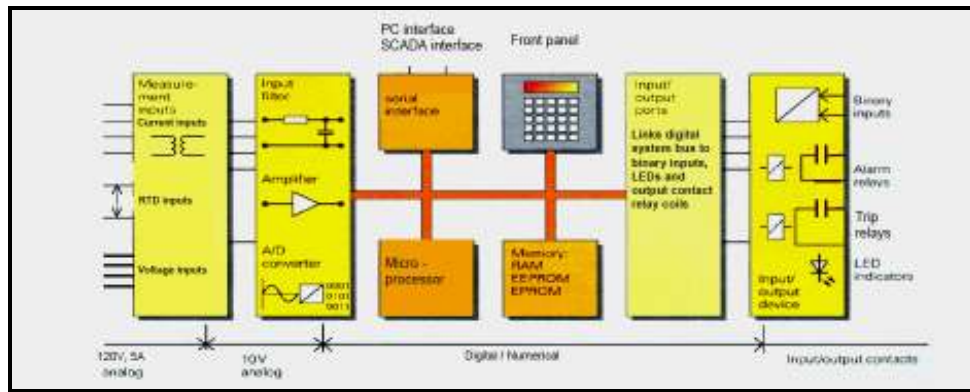 PC interface
SCADA interface
Front panel
Measure-
ment
inputs
Current inputs
RTD inputs
Voltage inputs
Input
filter
Amplifier
A/D
converter
0001
0101
0011
serial
interface
Micro -
processor
Memory:
RAM
EEPROM
EPROM
Input/
output
ports
Links digital
system bus to
binary inputs,
LEDs and
output contact
relay coils
Input/
output
device
Binary
inputs
Alarm
relays
Trip
relays
LED
indicators
120V, 5A
analog
10V
analog
Digital / Numerical
Input/output contacts